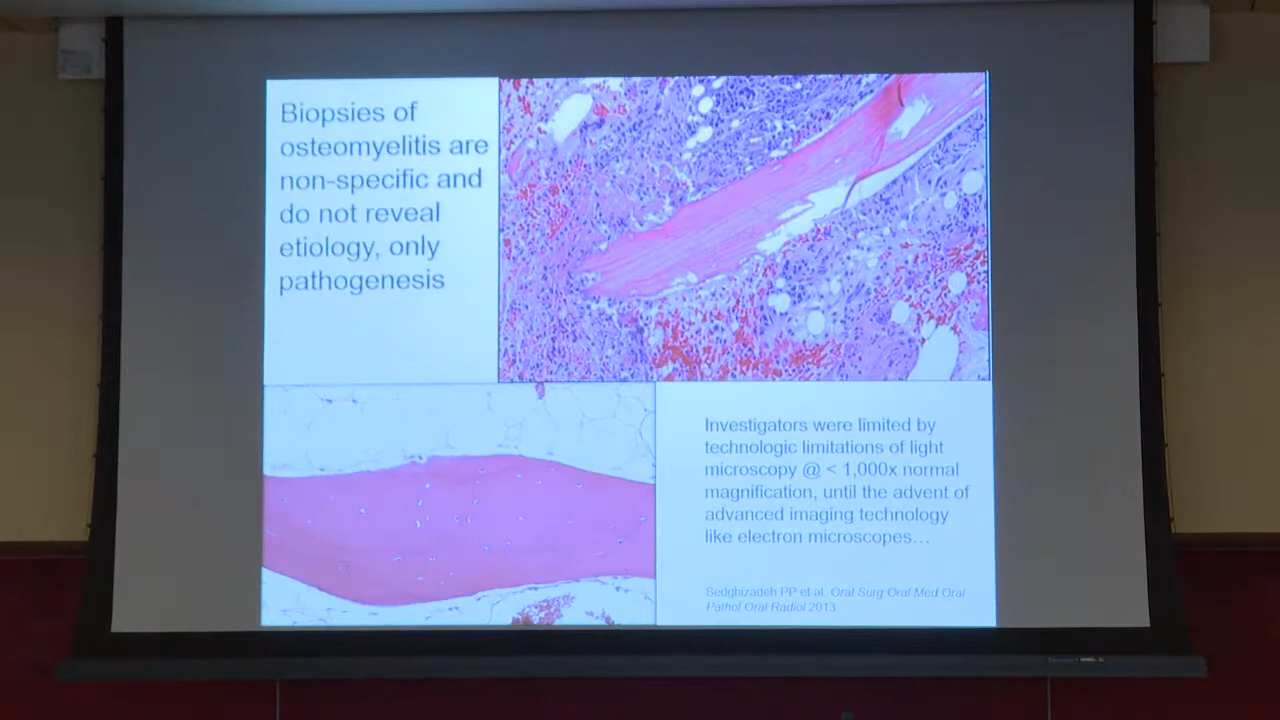 Biopsies of
osteomyelitis are
non-specific and
do not reveal
etiology, only
pathogenesis
Investigators were limited by
technologic limitations of light
microscopy @ < 1,000x normal
magnification, until the advent of
advanced imaging technology
like electron microscopes…
Sedghizadeh PP et al. Oral Surg Oral Med Oral
Pathol Oral Radiol 2013